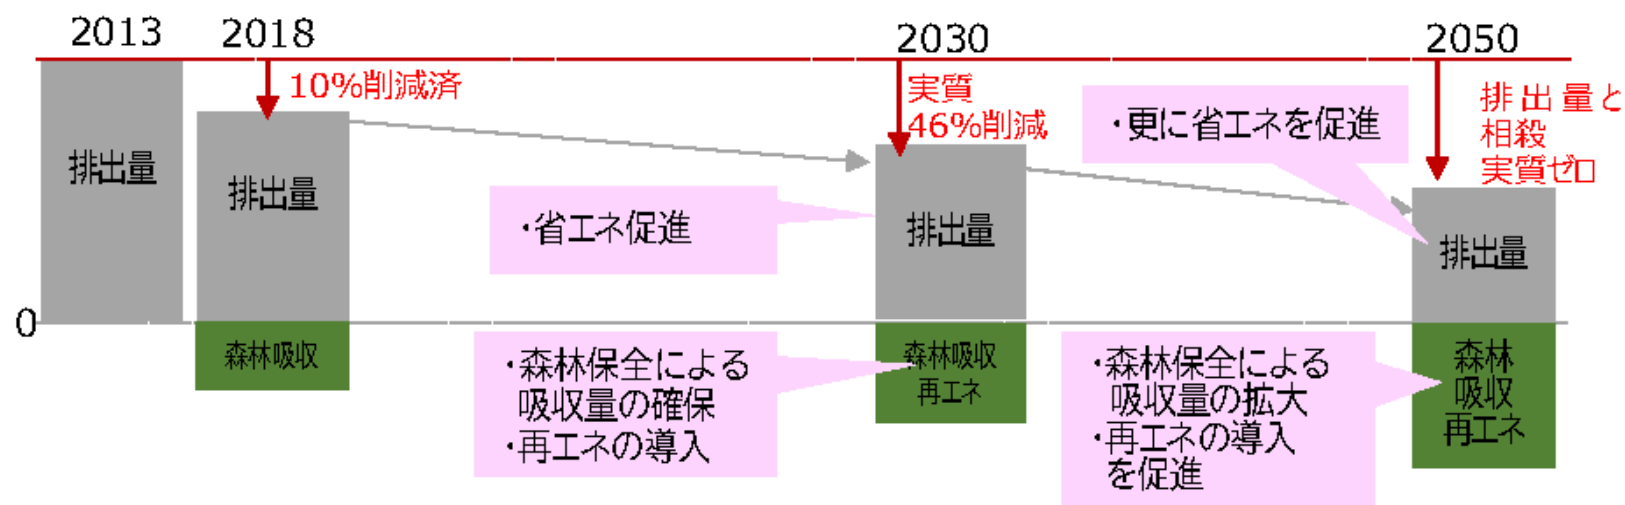 2013
2018
2030
2050
10%削減済
実質
46%削減
排出量と
相殺
実質ゼロ
・更に省エネを促進
排出量
排出量
・省エネ促進
排出量
排出量
0
森林吸収
・森林保全による
吸収量の確保
・再エネの導入
森林吸収
再エネ
・森林保全による
吸収量の拡大
・再エネの導入
を促進
森林
吸収
再エネ